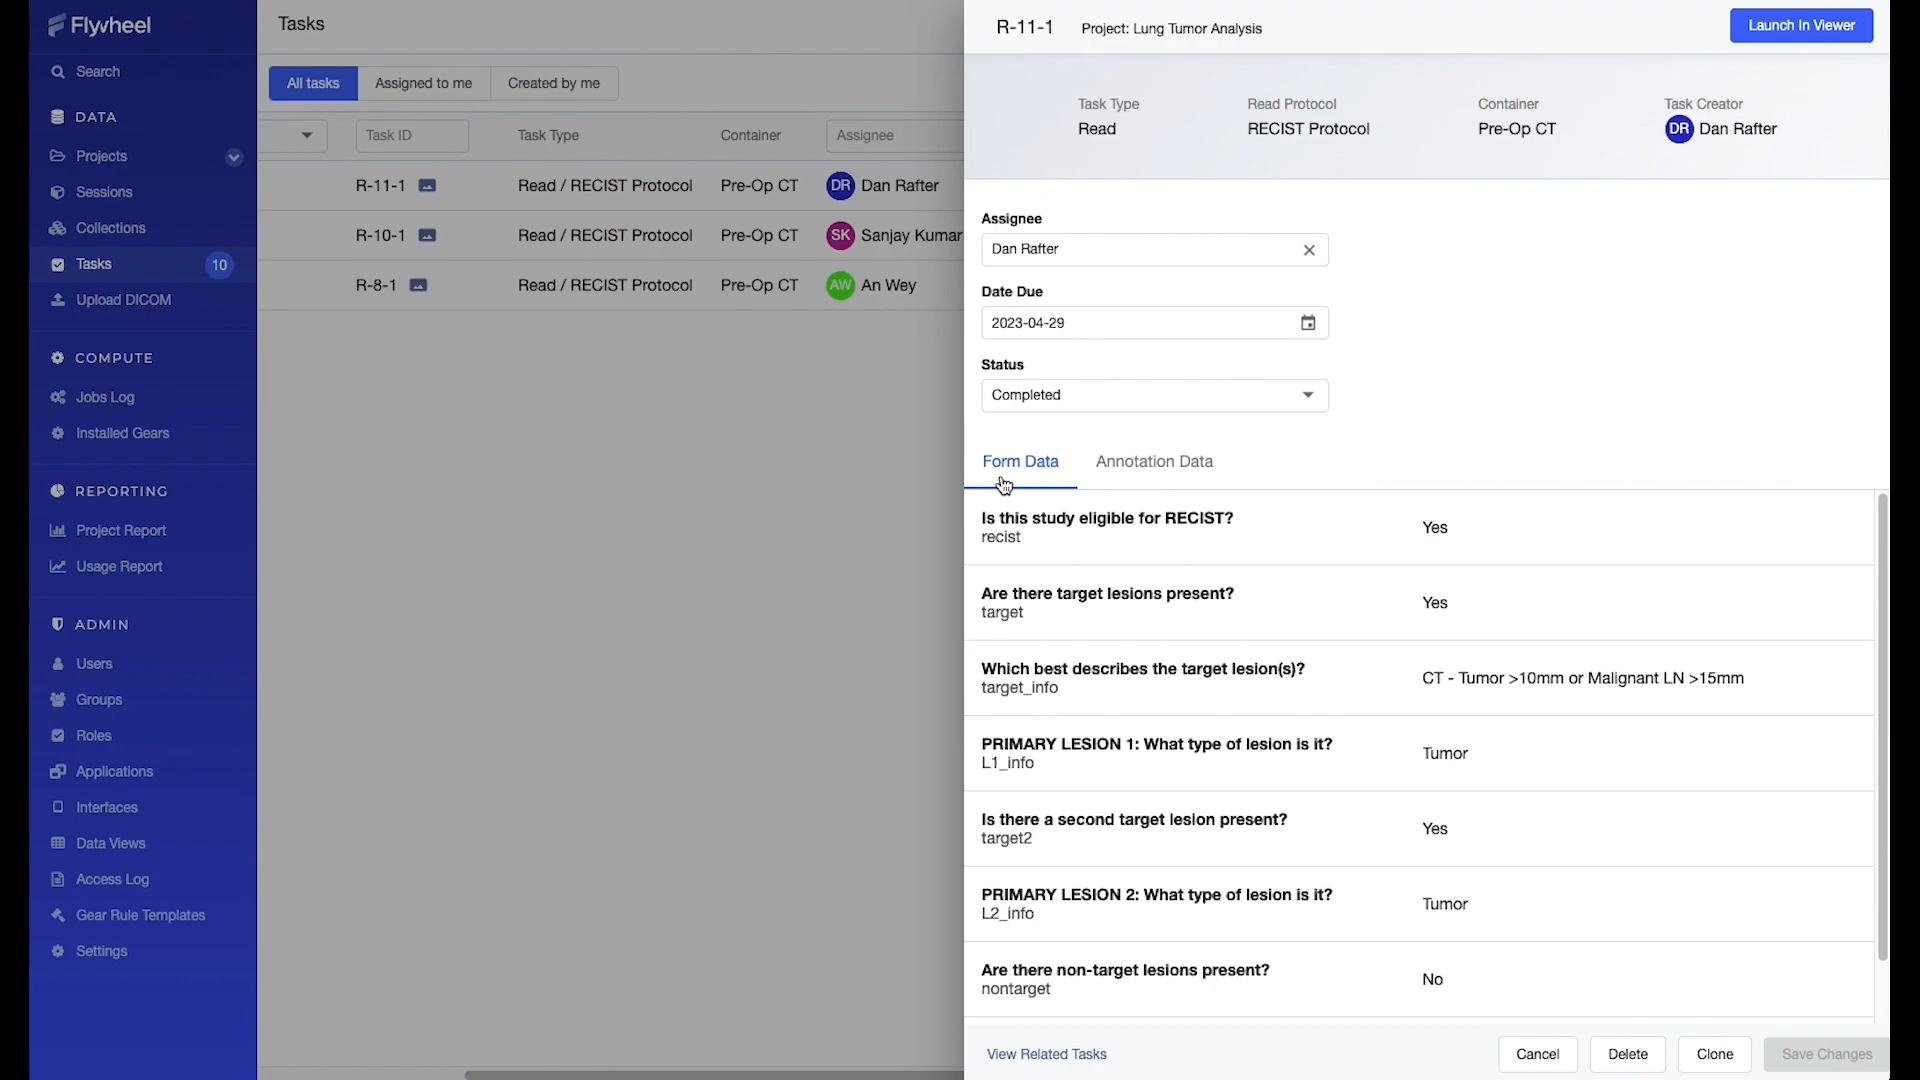 Flywheel
Search
DATA
Projects
Sessions
Collections
Tasks 10
Upload DICOM
COMPUTE
Jobs Log
Installed Gears
REPORTING
Project Report
Usage Report
ADMIN
Users
Groups
Roles
Applications
Interfaces
Data Views
Access Log
Gear Rule Templates
Settings
Tasks
All tasks Assigned to me Created by me
Task ID Task Type Container Assignee
R-11-1 Read / RECIST Protocol Pre-Op CT DR Dan Rafter
R-10-1 Read / RECIST Protocol Pre-Op CT SK Sanjay Kumar
R-8-1 Read / RECIST Protocol Pre-Op CT AW An Wey
R-11-1 Project: Lung Tumor Analysis Launch In Viewer
Task Type Read Protocol Container Task Creator
Read RECIST Protocol Pre-Op CT DR Dan Rafter
Assignee
Dan Rafter
Date Due
2023-04-29
Status
Completed
Form Data Annotation Data
Is this study eligible for RECIST?
recist
Yes
Are there target lesions present?
target
Yes
Which best describes the target lesion(s)?
target_info
CT - Tumor >10mm or Malignant LN >15mm
PRIMARY LESION 1: What type of lesion is it?
L1_info
Tumor
Is there a second target lesion present?
target2
Yes
PRIMARY LESION 2: What type of lesion is it?
L2_info
Tumor
Are there non-target lesions present?
nontarget
No
View Related Tasks Cancel Delete Clone Save Changes